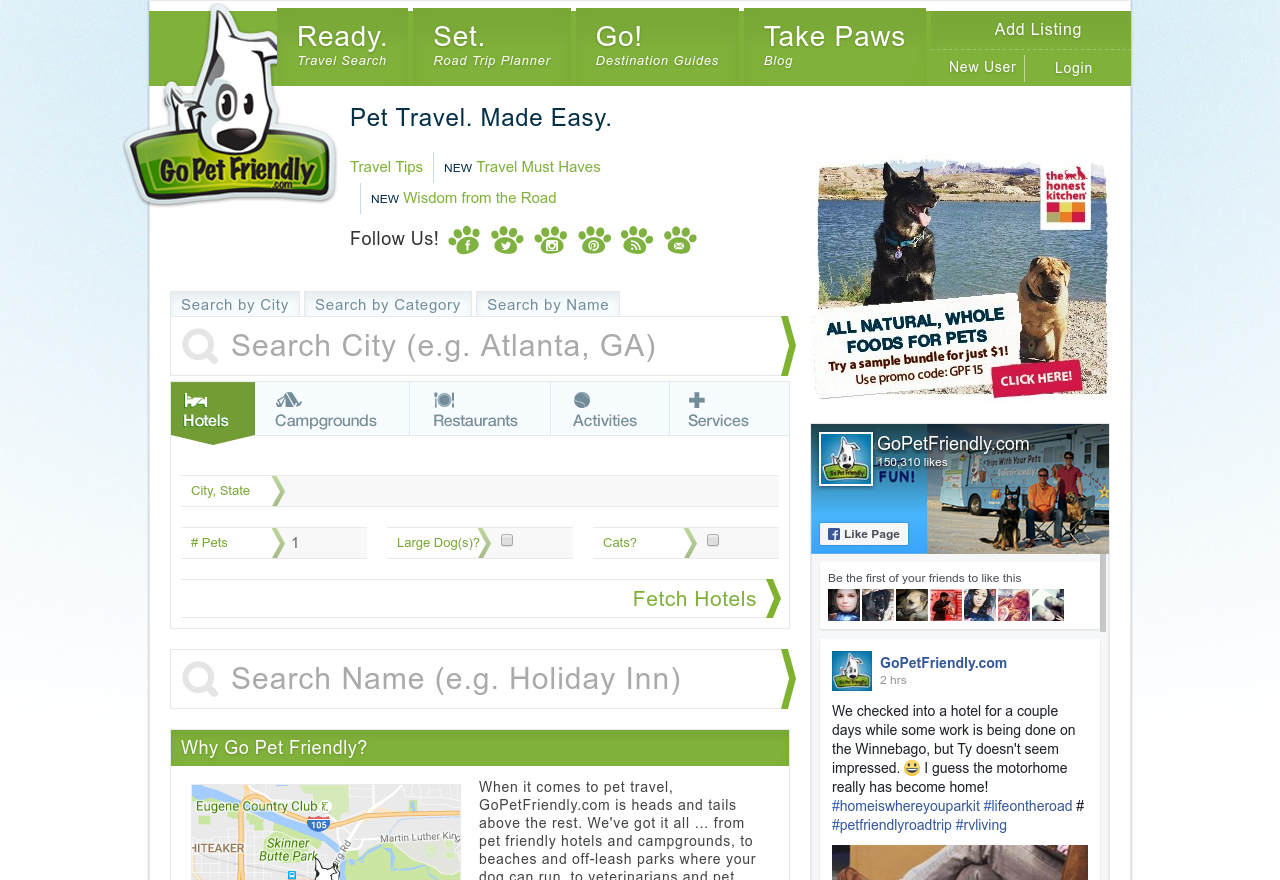 Ready.
Travel Search
Set.
Road Trip Planner
Go!
Destination Guides
Take Paws
Blog
Add Listing
New User
Login
Go Pet Friendly
.com
Pet Travel. Made Easy.
Travel Tips
NEW Travel Must Haves
NEW Wisdom from the Road
Follow Us!
the
honest
kitchen
ALL NATURAL, WHOLE
FOODS FOR PETS
Try a sample bundle for just $1!
Use promo code: GPF15
CLICK HERE!
Search by City
Search by Category
Search by Name
Search City (e.g. Atlanta, GA)
Hotels
Campgrounds
Restaurants
Activities
Services
City, State
# Pets
1
Large Dog(s)?
Cats?
Fetch Hotels
Search Name (e.g. Holiday Inn)
Why Go Pet Friendly?
Eugene Country Club
105
HITEAKER
Skinner
Butte Park
Martin Luther King
When it comes to pet travel,
GoPetFriendly.com is heads and tails
above the rest. We've got it all ... from
pet friendly hotels and campgrounds, to
beaches and off-leash parks where your
dog can run, to veterinarians and pet
GoPetFriendly.com
150,310 likes
Trips With Your Pets
FUN!
Like Page
Be the first of your friends to like this
GoPetFriendly.com
2 hrs
We checked into a hotel for a couple
days while some work is being done on
the Winnebago, but Ty doesn't seem
impressed. 😀 I guess the motorhome
really has become home!
#homeiswhereyouparkit #lifeontheroad #
#petfriendlyroadtrip #rvliving